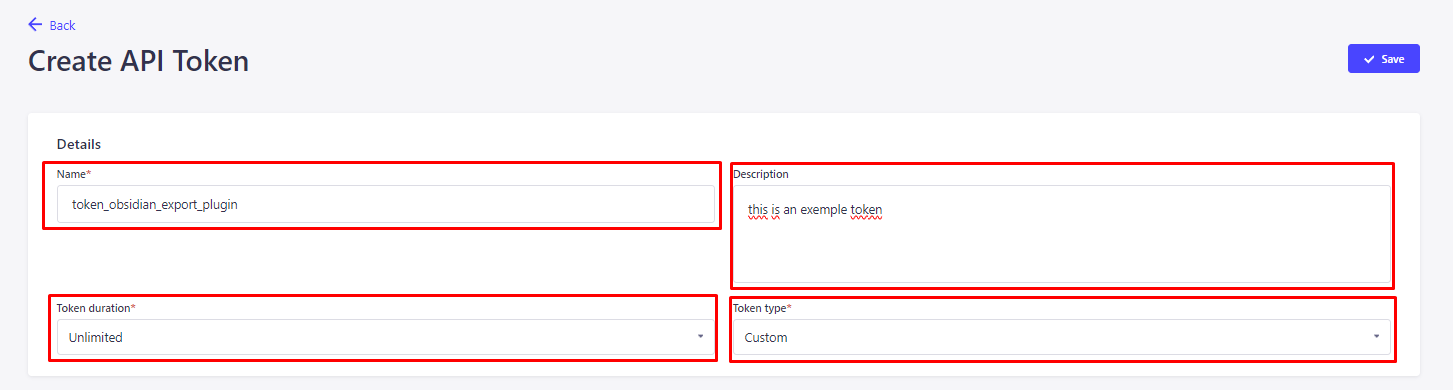 Back
Create API Token
Save
Details
Name*
token_obsidian_export_plugin
Description
this is an exemple token
Token duration*
Unlimited
Token type*
Custom